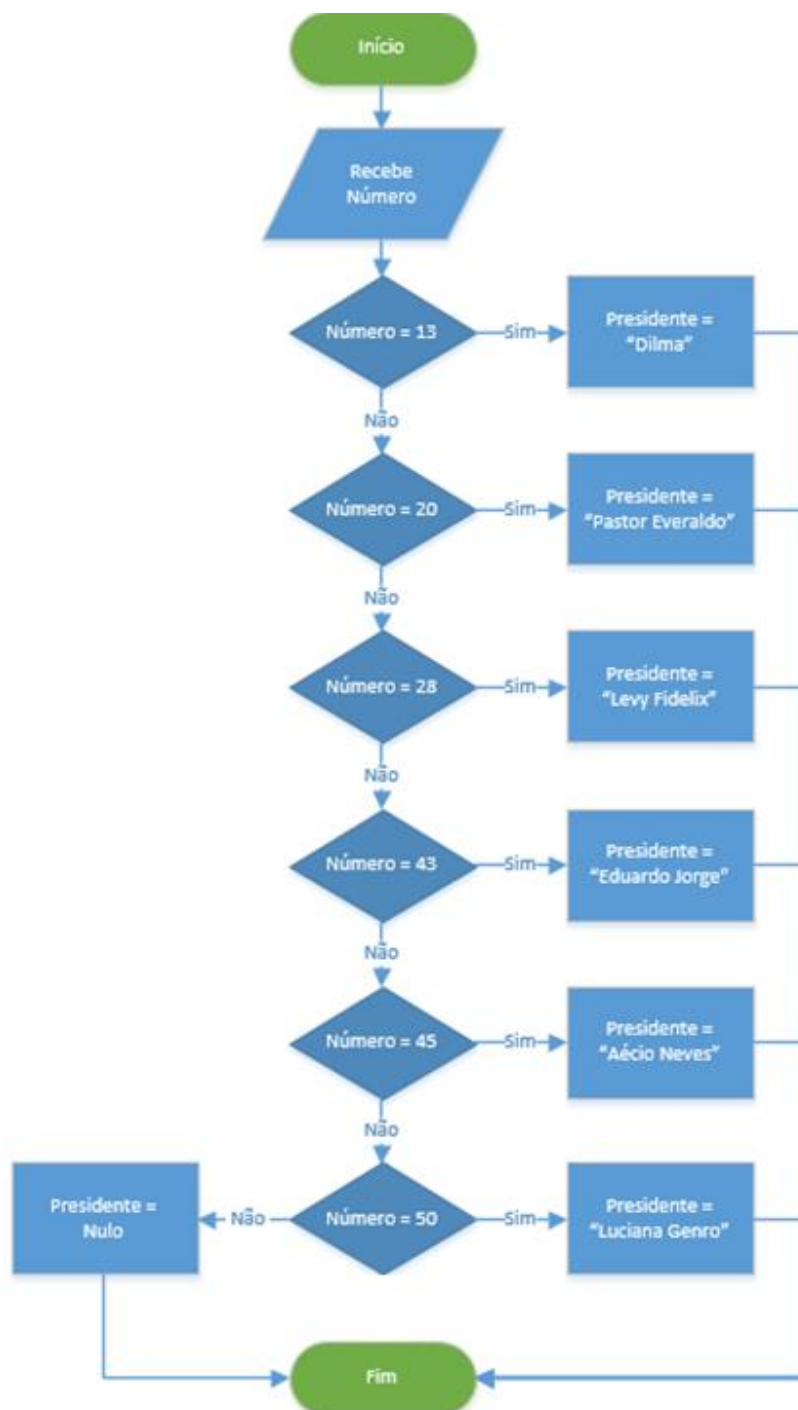 Início
Recebe
Número
Número = 13
Sim
Presidente =
“Dilma”
Não
Número = 20
Sim
Presidente =
“Pastor Everaldo”
Não
Número = 28
Sim
Presidente =
“Levy Fidelix”
Não
Número = 43
Sim
Presidente =
“Eduardo Jorge”
Não
Número = 45
Sim
Presidente =
“Aécio Neves”
Não
Presidente =
Nulo
Não
Número = 50
Sim
Presidente =
“Luciana Genro”
Fim